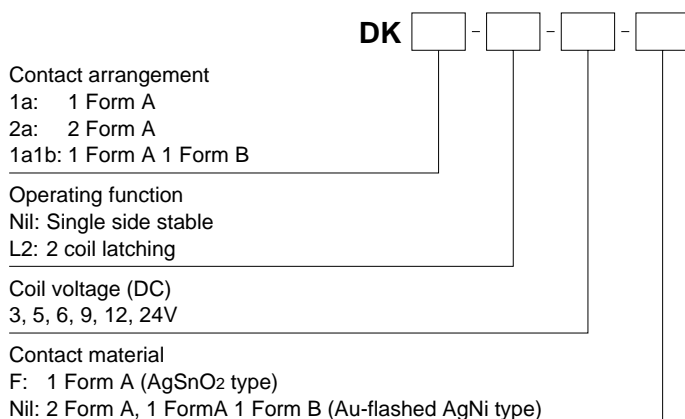 DK - - -
Contact arrangement
1a: 1 Form A
2a: 2 Form A
1a1b: 1 Form A 1 Form B
Operating function
Nil: Single side stable
L2: 2 coil latching
Coil voltage (DC)
3, 5, 6, 9, 12, 24V
Contact material
F: 1 Form A (AgSnO2 type)
Nil: 2 Form A, 1 FormA 1 Form B (Au-flashed AgNi type)